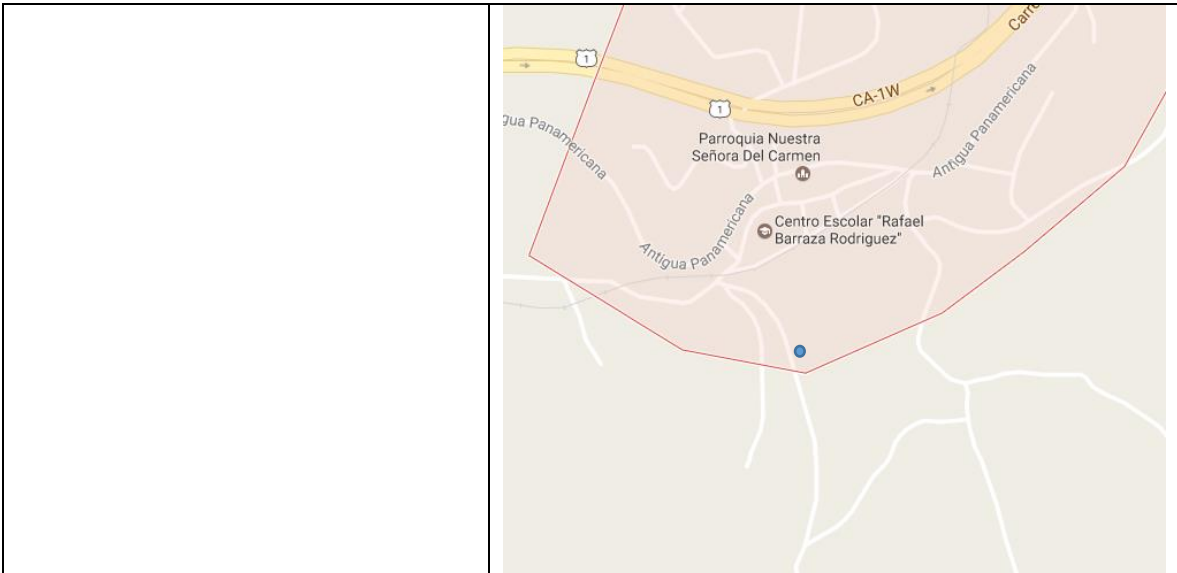 Carre
1
CA-1W
1
gua Panamericana
Antigua Panamericana
Parroquia Nuestra
Señora Del Carmen
Centro Escolar "Rafael
Barraza Rodriguez"
Antigua Panamericana